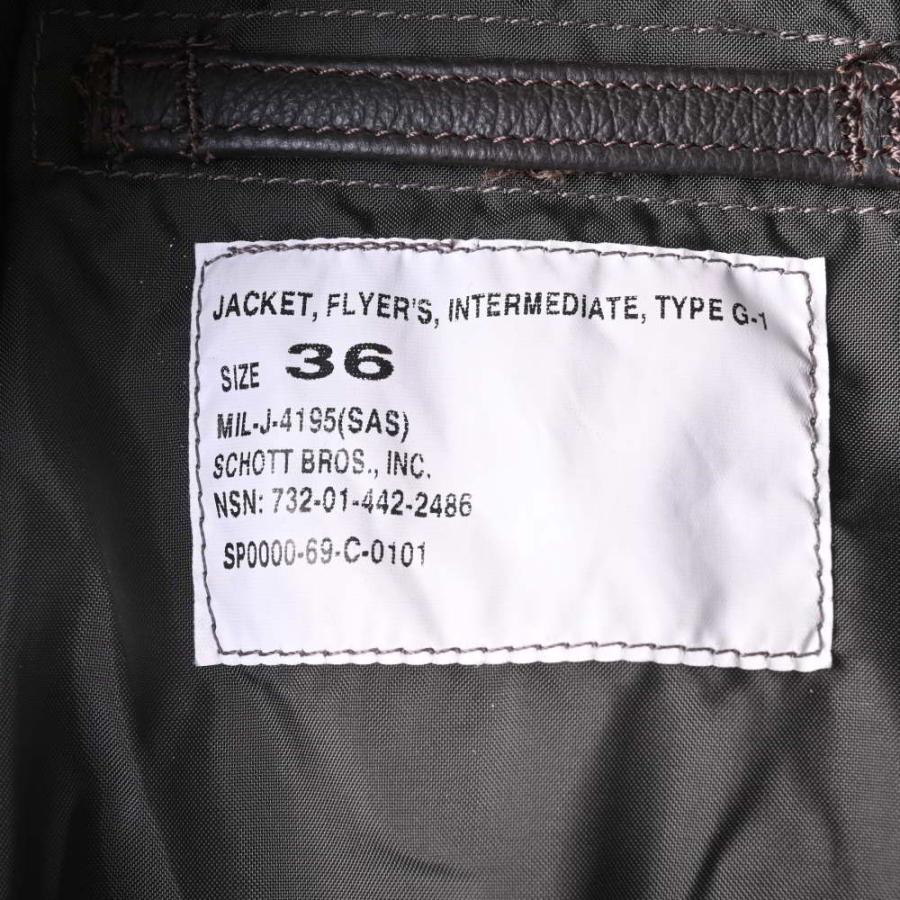 JACKET, FLYER'S, INTERMEDIATE, TYPE G-1
SIZE 36
MIL-J-4195(SAS)
SCHOTT BROS., INC.
NSN: 732-01-442-2486
SP0000-69-C-0101